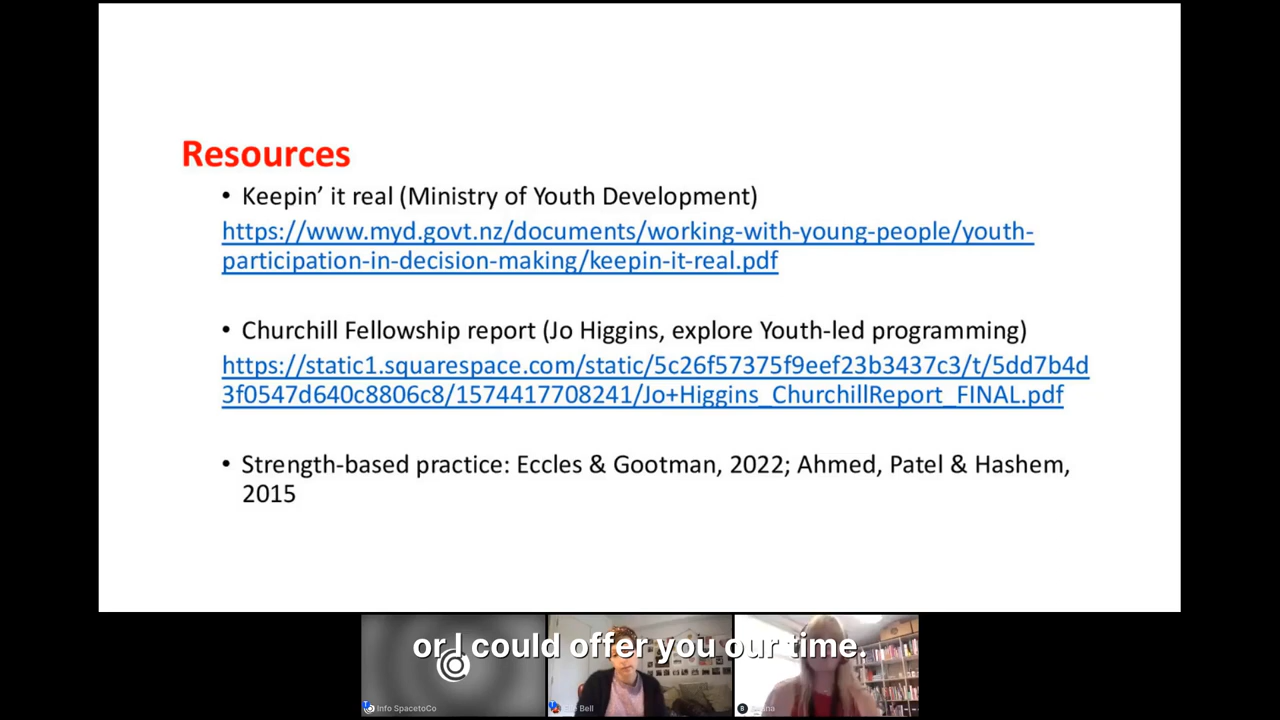 Resources
• Keepin’ it real (Ministry of Youth Development)
https://www.myd.govt.nz/documents/working-with-young-people/youth-
participation-in-decision-making/keepin-it-real.pdf
• Churchill Fellowship report (Jo Higgins, explore Youth-led programming)
https://static1.squarespace.com/static/5c26f57375f9eef23b3437c3/t/5dd7b4d
3f0547d640c8806c8/1574417708241/Jo+Higgins_ChurchillReport_FINAL.pdf
• Strength-based practice: Eccles & Gootman, 2022; Ahmed, Patel & Hashem,
2015
or I could offer you our time.
Info SpacetoCo
Bell